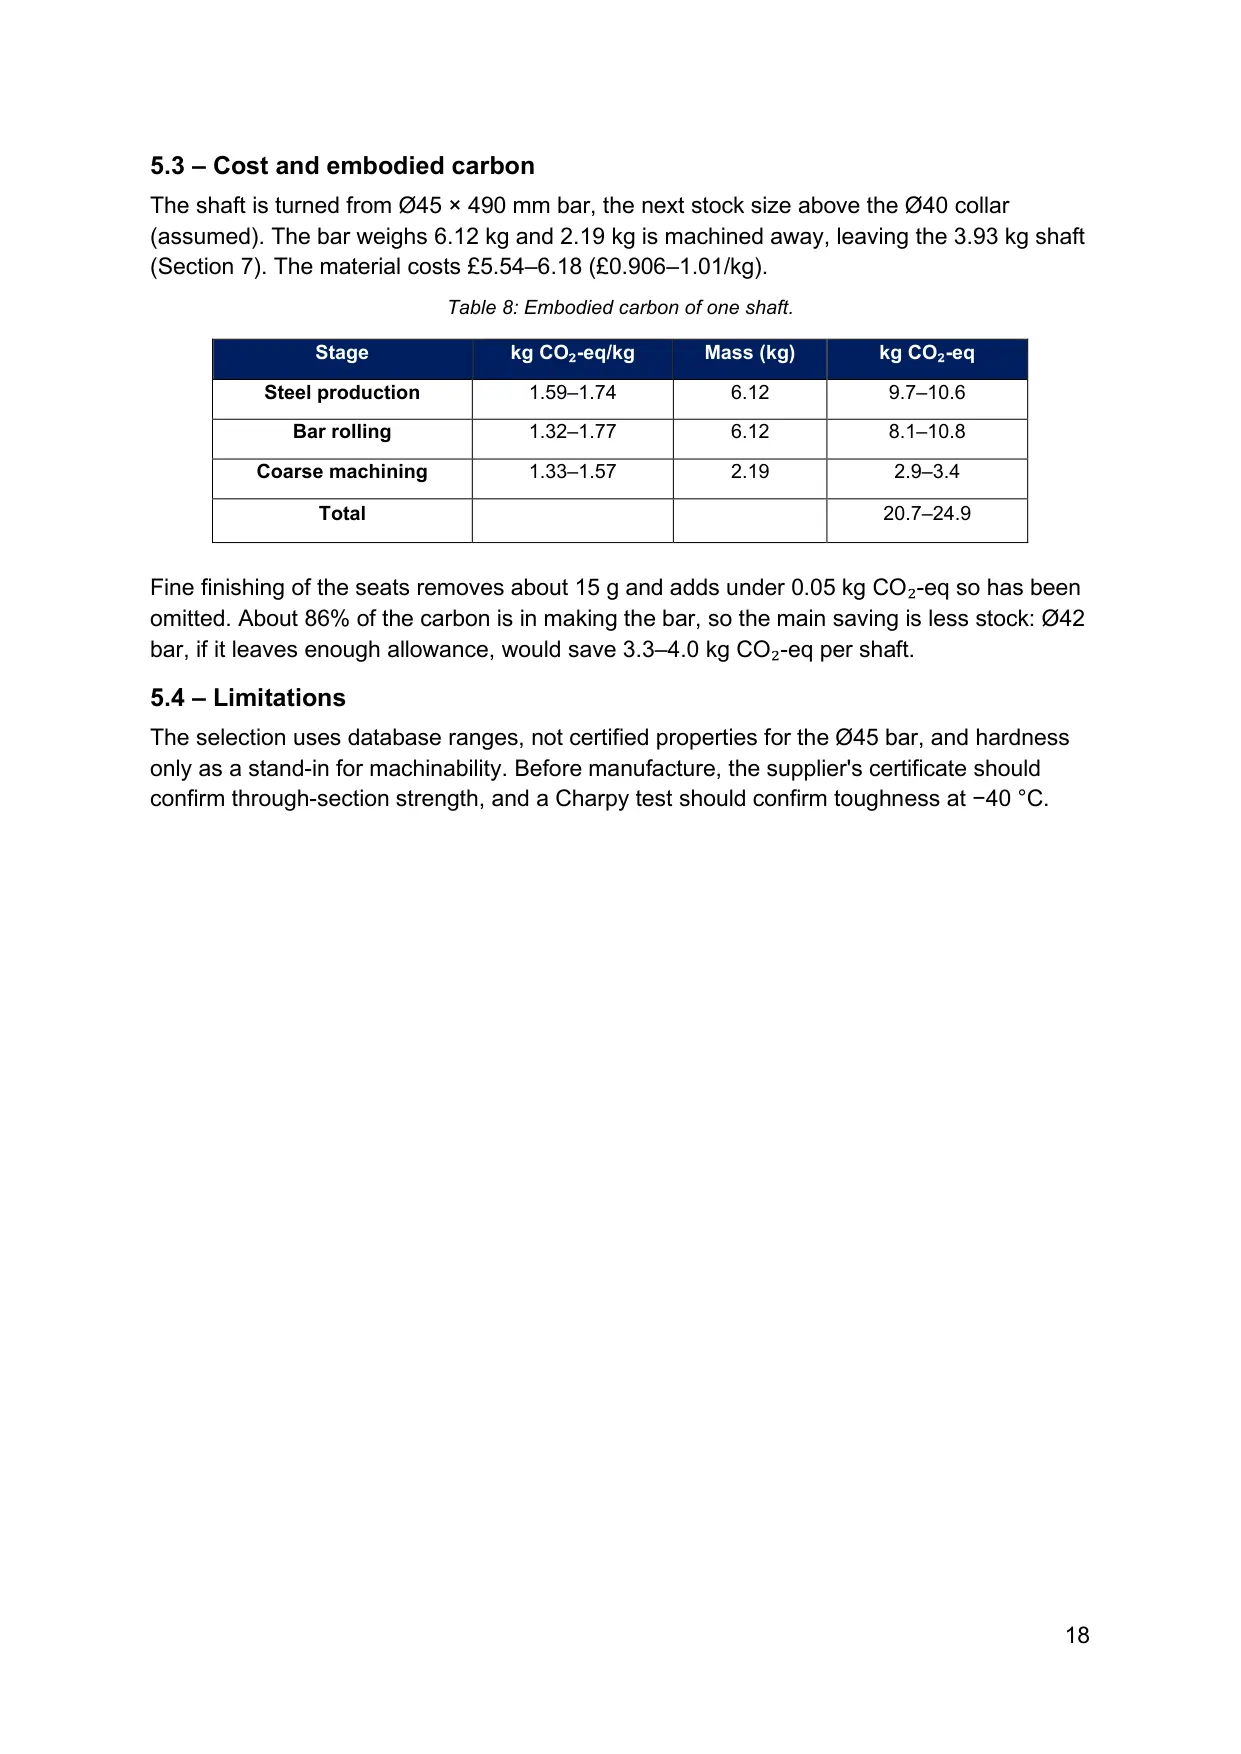 5.3 – Cost and embodied carbon
The shaft is turned from Ø45 × 490 mm bar, the next stock size above the Ø40 collar
(assumed). The bar weighs 6.12 kg and 2.19 kg is machined away, leaving the 3.93 kg shaft
(Section 7). The material costs £5.54–6.18 (£0.906–1.01/kg).
Table 8: Embodied carbon of one shaft.
Stage kg CO₂-eq/kg Mass (kg) kg CO₂-eq
Steel production 1.59–1.74 6.12 9.7–10.6
Bar rolling 1.32–1.77 6.12 8.1–10.8
Coarse machining 1.33–1.57 2.19 2.9–3.4
Total 20.7–24.9
Fine finishing of the seats removes about 15 g and adds under 0.05 kg CO₂-eq so has been
omitted. About 86% of the carbon is in making the bar, so the main saving is less stock: Ø42
bar, if it leaves enough allowance, would save 3.3–4.0 kg CO₂-eq per shaft.
5.4 – Limitations
The selection uses database ranges, not certified properties for the Ø45 bar, and hardness
only as a stand-in for machinability. Before manufacture, the supplier's certificate should
confirm through-section strength, and a Charpy test should confirm toughness at −40 °C.
18